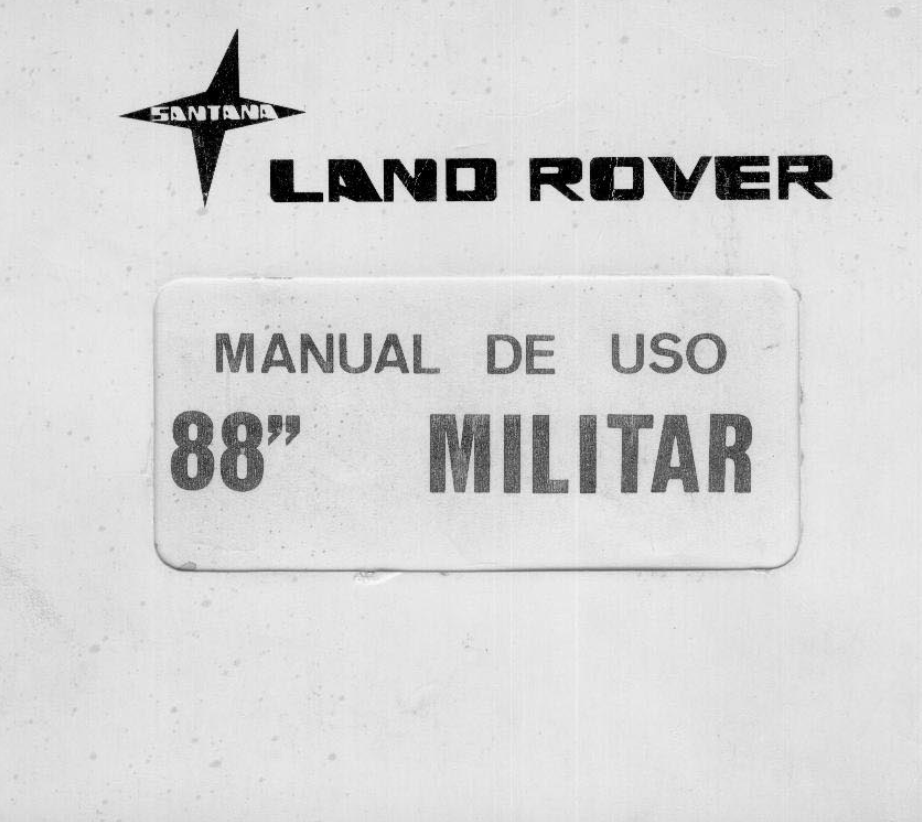 SANTANA
LAND ROVER
MANUAL DE USO
88” MILITAR